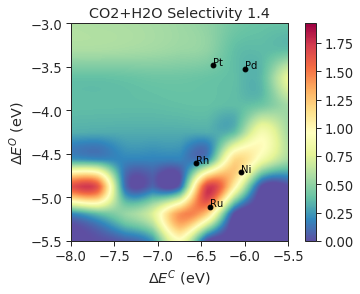 CO2+H2O Selectivity 1.4
ΔE^O (eV)
−3.0
−3.5
−4.0
−4.5
−5.0
−5.5
Pt
Pd
Rh
Ni
Ru
−8.0 −7.5 −7.0 −6.5 −6.0 −5.5
ΔE^C (eV)
1.75
1.50
1.25
1.00
0.75
0.50
0.25
0.00